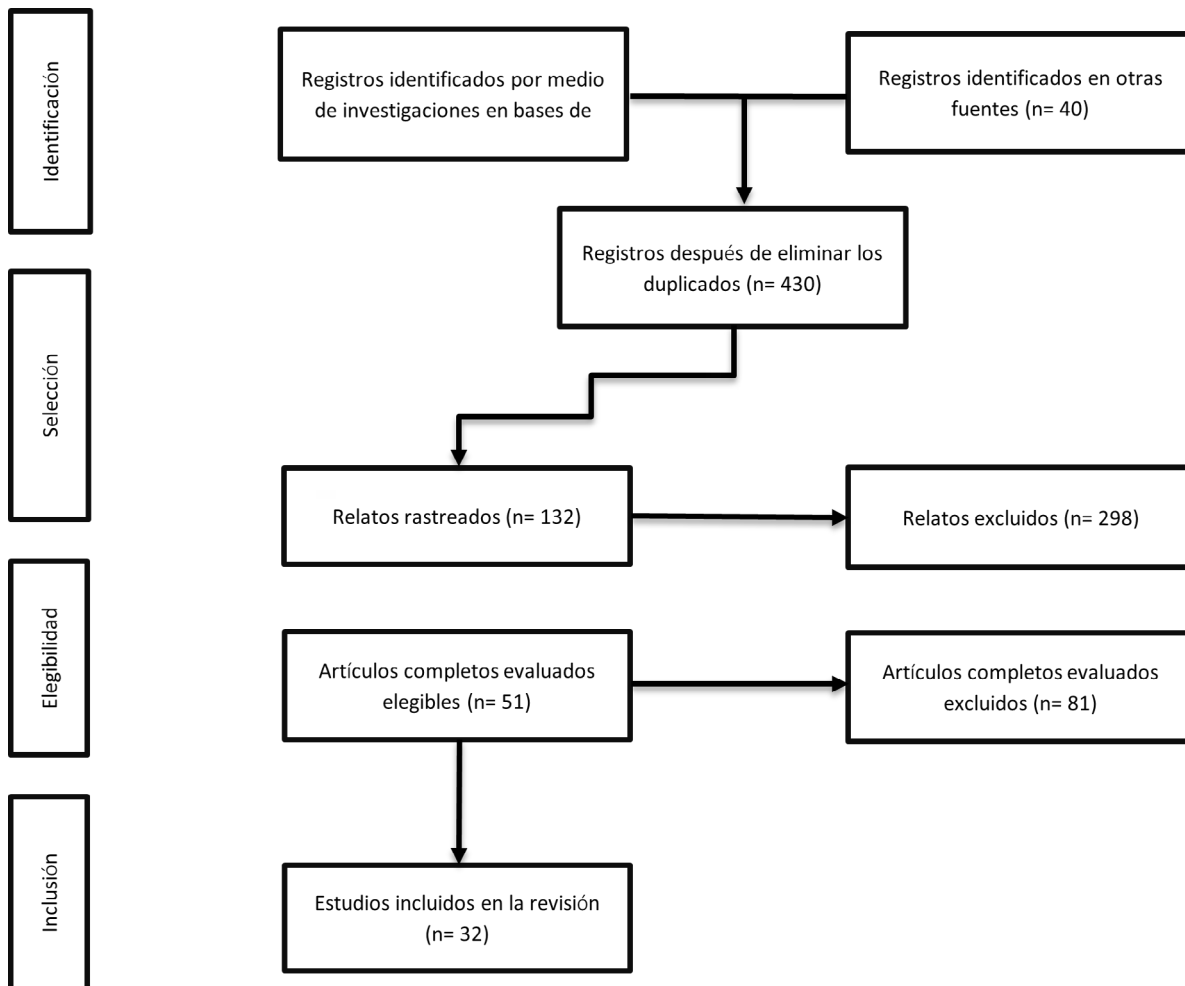 Identificación
Registros identificados por medio
de investigaciones en bases de
Registros identificados en otras
fuentes (n= 40)
Registros después de eliminar los
duplicados (n= 430)
Selección
Relatos rastreados (n= 132)
Relatos excluidos (n= 298)
Elegibilidad
Artículos completos evaluados
elegibles (n= 51)
Artículos completos evaluados
excluidos (n= 81)
Inclusión
Estudios incluidos en la revisión
(n= 32)